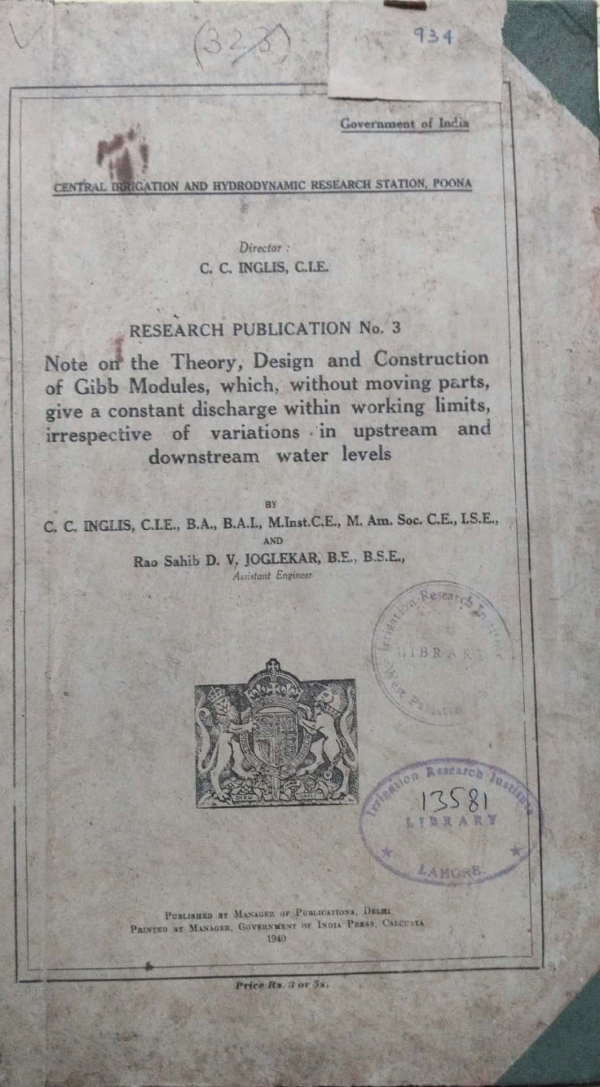 (323)
934
Government of India
CENTRAL IRRIGATION AND HYDRODYNAMIC RESEARCH STATION, POONA
Director :
C. C. INGLIS, C.I.E.
RESEARCH PUBLICATION No. 3
Note on the Theory, Design and Construction
of Gibb Modules, which, without moving parts,
give a constant discharge within working limits,
irrespective of variations in upstream and
downstream water levels
BY
C. C. INGLIS, C.I.E., B.A., B.A.I., M.Inst.C.E., M. Am. Soc. C.E., I.S.E.,
AND
Rao Sahib D. V. JOGLEKAR, B.E., B.S.E.,
Assistant Engineer
Irrigation Research
LIBRARY
West Pakistan
Irrigation Research Institute
13581
LIBRARY
LAHORE.
PUBLISHED BY MANAGER OF PUBLICATIONS, DELHI
PRINTED BY MANAGER, GOVERNMENT OF INDIA PRESS, CALCUTTA
1940
Price Rs. 3 or 5s.